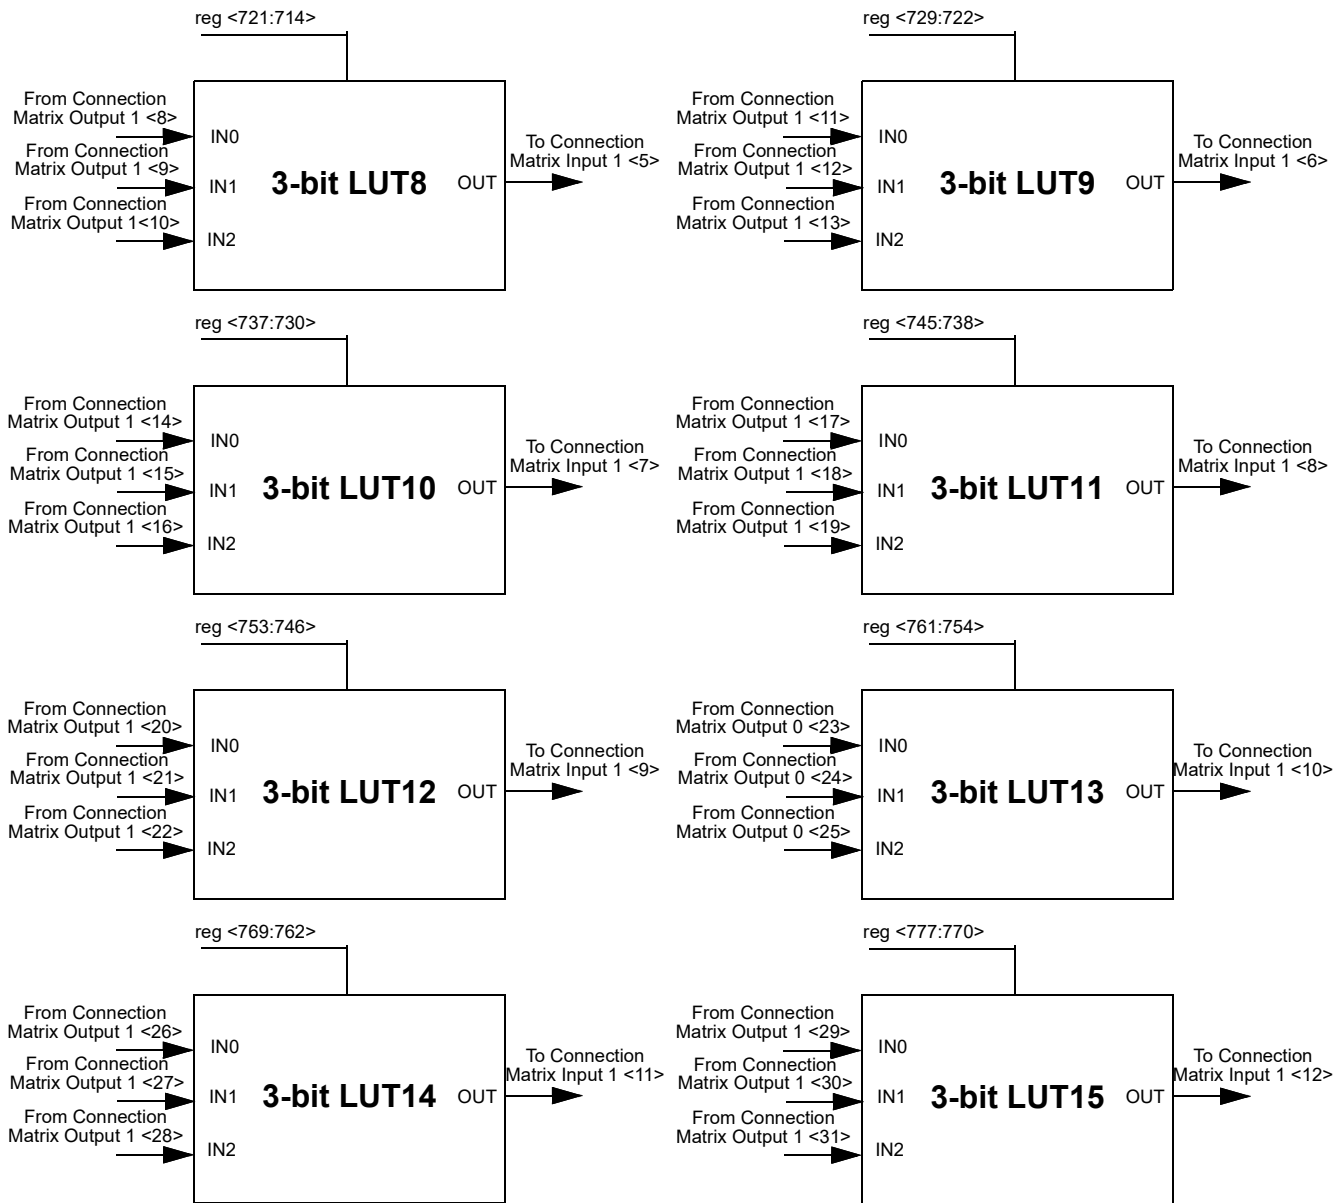 reg <721:714>
From Connection
Matrix Output 1 <8>
IN0
From Connection
Matrix Output 1 <9>
IN1
From Connection
Matrix Output 1<10>
IN2
3-bit LUT8
OUT
To Connection
Matrix Input 1 <5>
reg <729:722>
From Connection
Matrix Output 1 <11>
IN0
From Connection
Matrix Output 1 <12>
IN1
From Connection
Matrix Output 1 <13>
IN2
3-bit LUT9
OUT
To Connection
Matrix Input 1 <6>
reg <737:730>
From Connection
Matrix Output 1 <14>
IN0
From Connection
Matrix Output 1 <15>
IN1
From Connection
Matrix Output 1 <16>
IN2
3-bit LUT10
OUT
To Connection
Matrix Input 1 <7>
reg <745:738>
From Connection
Matrix Output 1 <17>
IN0
From Connection
Matrix Output 1 <18>
IN1
From Connection
Matrix Output 1 <19>
IN2
3-bit LUT11
OUT
To Connection
Matrix Input 1 <8>
reg <753:746>
From Connection
Matrix Output 1 <20>
IN0
From Connection
Matrix Output 1 <21>
IN1
From Connection
Matrix Output 1 <22>
IN2
3-bit LUT12
OUT
To Connection
Matrix Input 1 <9>
reg <761:754>
From Connection
Matrix Output 0 <23>
IN0
From Connection
Matrix Output 0 <24>
IN1
From Connection
Matrix Output 0 <25>
IN2
3-bit LUT13
OUT
To Connection
Matrix Input 1 <10>
reg <769:762>
From Connection
Matrix Output 1 <26>
IN0
From Connection
Matrix Output 1 <27>
IN1
From Connection
Matrix Output 1 <28>
IN2
3-bit LUT14
OUT
To Connection
Matrix Input 1 <11>
reg <777:770>
From Connection
Matrix Output 1 <29>
IN0
From Connection
Matrix Output 1 <30>
IN1
From Connection
Matrix Output 1 <31>
IN2
3-bit LUT15
OUT
To Connection
Matrix Input 1 <12>